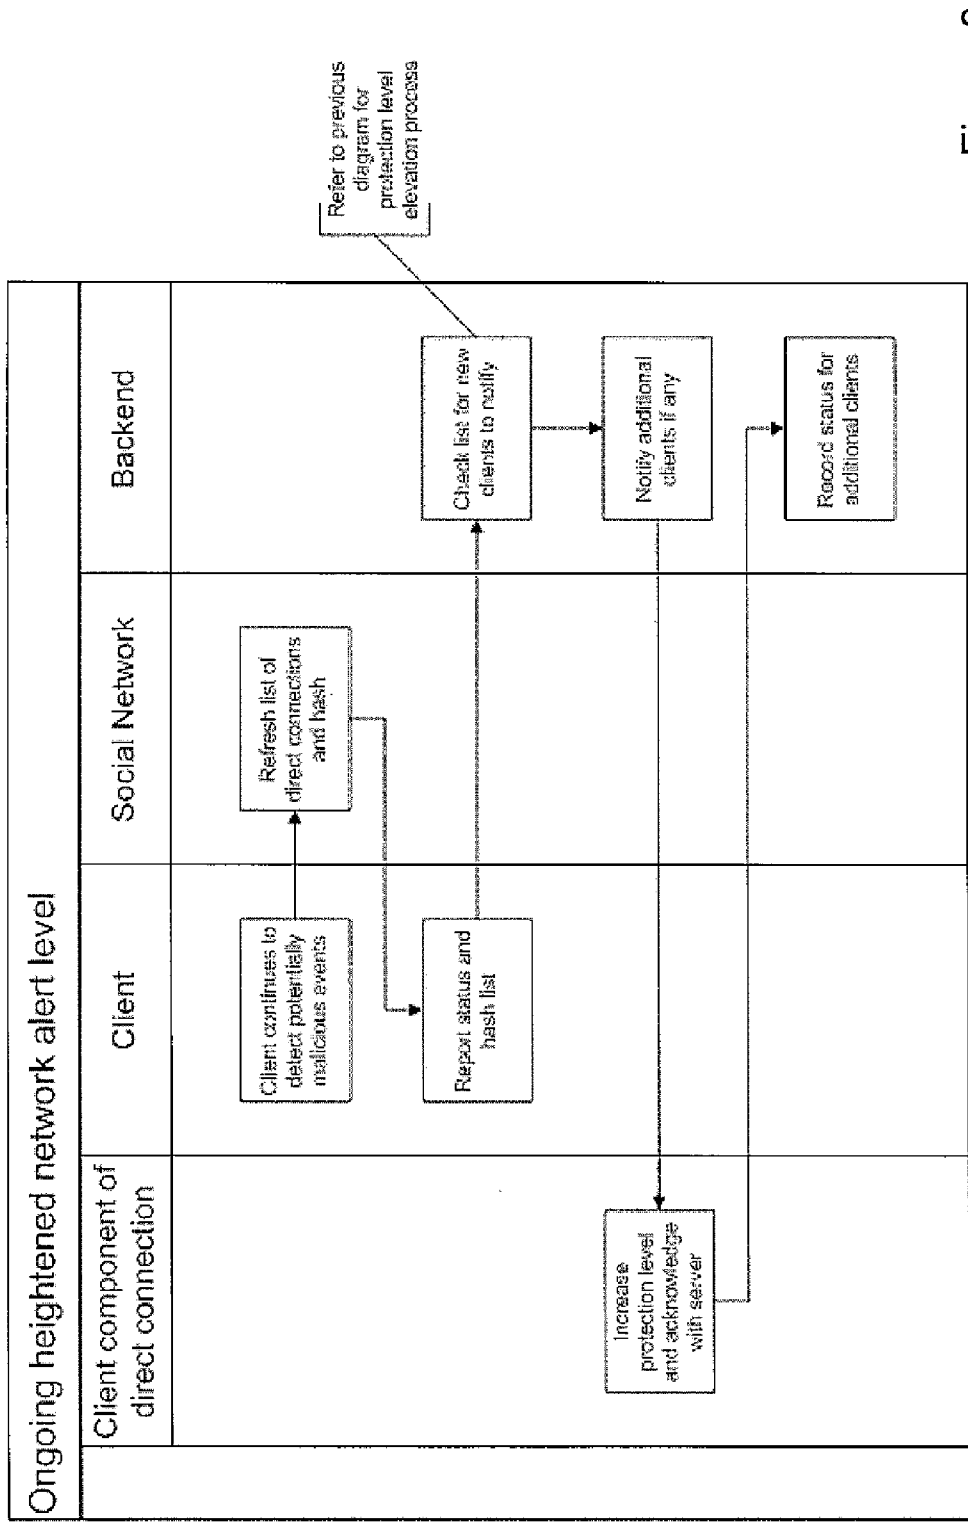 Ongoing heightened network alert level
Client component of
direct connection
Client
Social Network
Backend
Client continues to
detect potentially
malicious events
Refresh list of
direct connections
and hash
Report status and
hash list
Check list for new
clients to notify
Refer to previous
diagram for
protection level
elevation process
Notify additional
clients if any
Increase
protection level
and acknowledge
with server
Record status for
additional clients